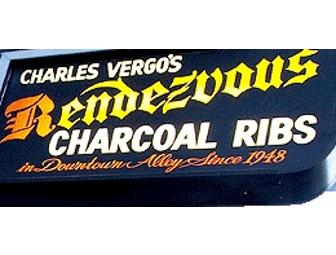 CHARLES VERGO'S
Rendezvous
CHARCOAL RIBS
in Downtown Alley Since 1948